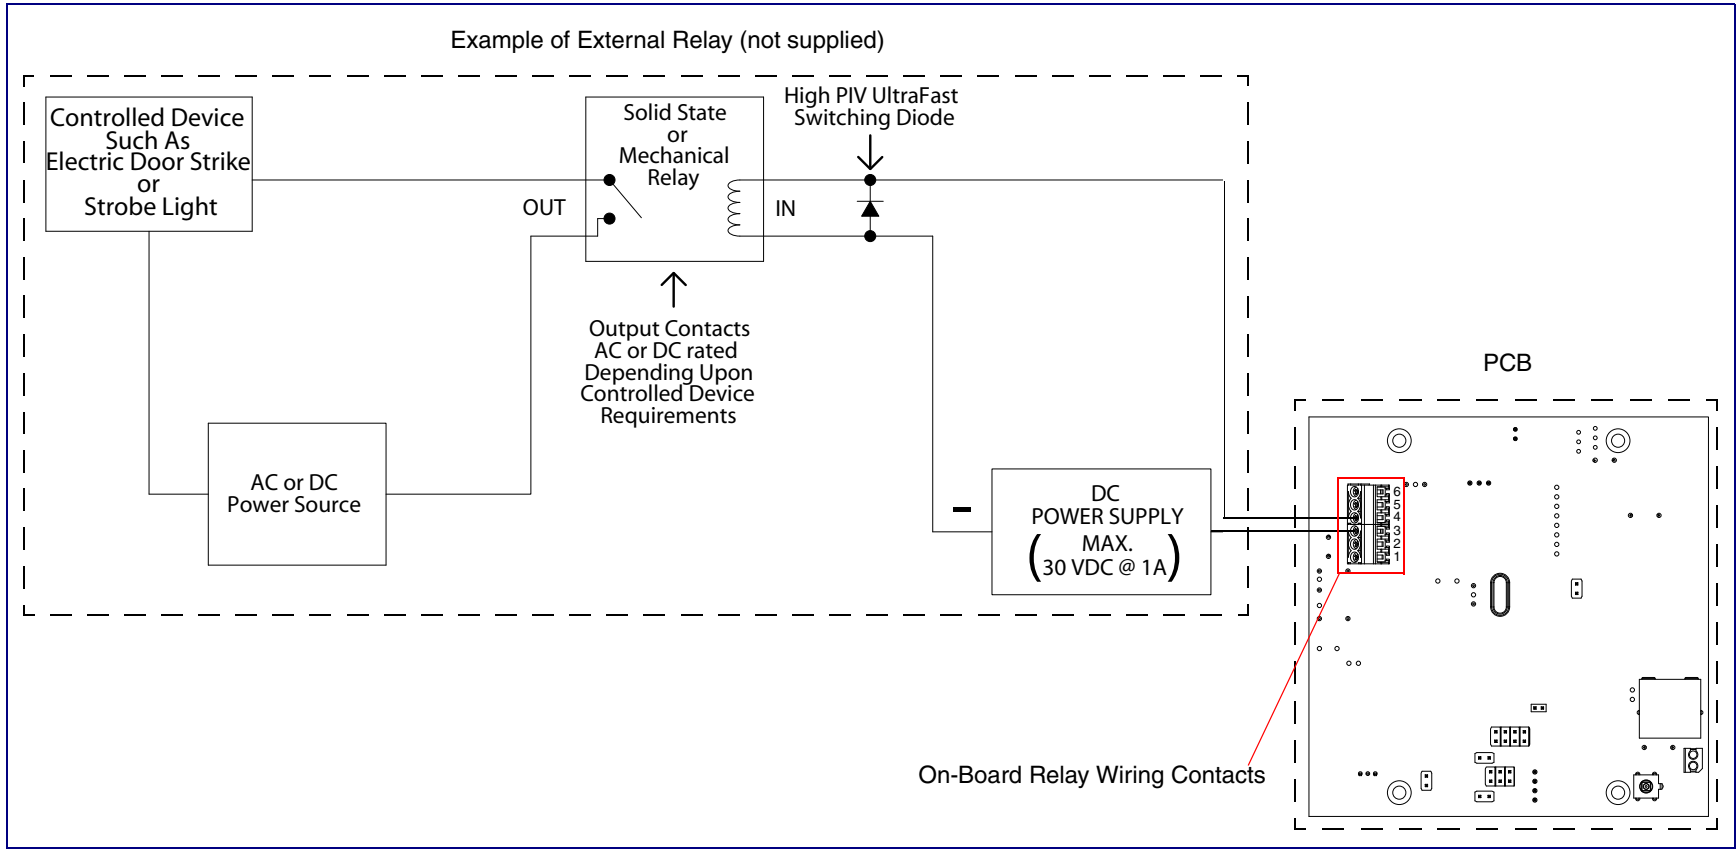 Example of External Relay (not supplied)
Controlled Device
Such As
Electric Door Strike
or
Strobe Light
Solid State
or
Mechanical
Relay
High PIV UltraFast
Switching Diode
OUT
IN
Output Contacts
AC or DC rated
Depending Upon
Controlled Device
Requirements
AC or DC
Power Source
–
DC
POWER SUPPLY
(MAX.
30 VDC @ 1A)
PCB
6
5
4
3
2
1
On-Board Relay Wiring Contacts